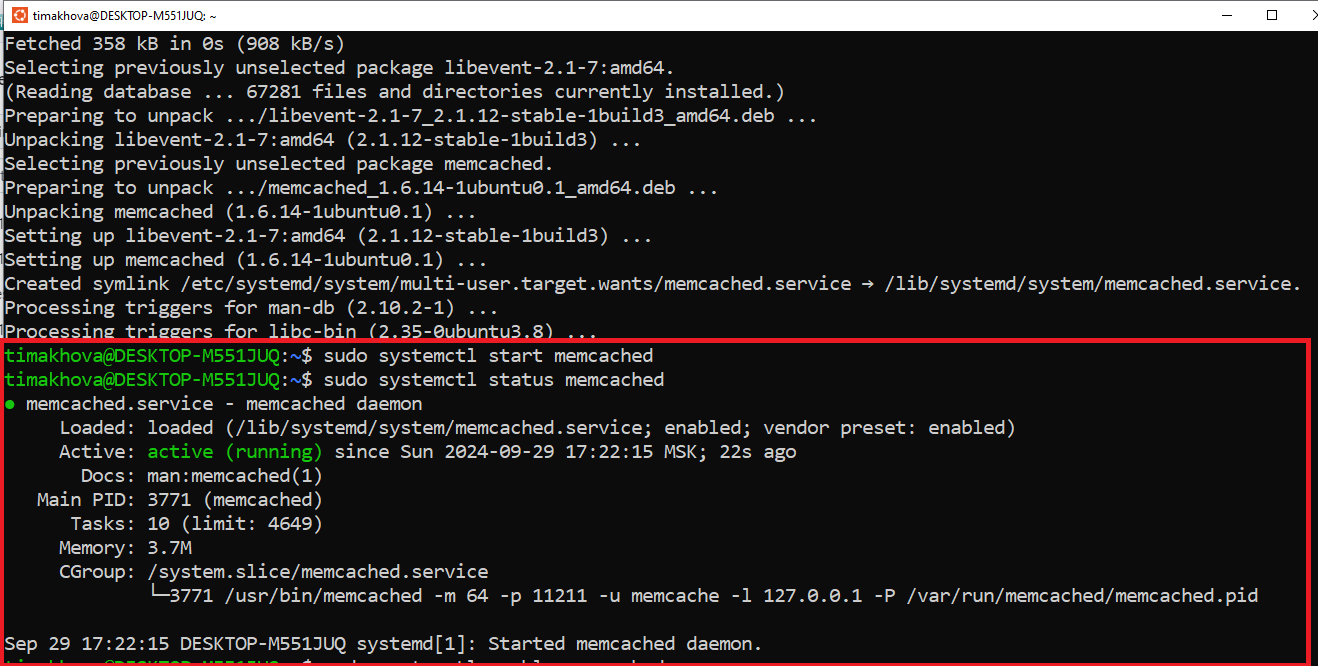 timakhova@DESKTOP-M551JUQ: ~
Fetched 358 kB in 0s (908 kB/s)
Selecting previously unselected package libevent-2.1-7:amd64.
(Reading database ... 67281 files and directories currently installed.)
Preparing to unpack .../libevent-2.1-7_2.1.12-stable-1build3_amd64.deb ...
Unpacking libevent-2.1-7:amd64 (2.1.12-stable-1build3) ...
Selecting previously unselected package memcached.
Preparing to unpack .../memcached_1.6.14-1ubuntu0.1_amd64.deb ...
Unpacking memcached (1.6.14-1ubuntu0.1) ...
Setting up libevent-2.1-7:amd64 (2.1.12-stable-1build3) ...
Setting up memcached (1.6.14-1ubuntu0.1) ...
Created symlink /etc/systemd/system/multi-user.target.wants/memcached.service → /lib/systemd/system/memcached.service.
Processing triggers for man-db (2.10.2-1) ...
Processing triggers for libc-bin (2.35-0ubuntu3.8) ...
timakhova@DESKTOP-M551JUQ:~$ sudo systemctl start memcached
timakhova@DESKTOP-M551JUQ:~$ sudo systemctl status memcached
● memcached.service - memcached daemon
Loaded: loaded (/lib/systemd/system/memcached.service; enabled; vendor preset: enabled)
Active: active (running) since Sun 2024-09-29 17:22:15 MSK; 22s ago
Docs: man:memcached(1)
Main PID: 3771 (memcached)
Tasks: 10 (limit: 4649)
Memory: 3.7M
CGroup: /system.slice/memcached.service
└─3771 /usr/bin/memcached -m 64 -p 11211 -u memcache -l 127.0.0.1 -P /var/run/memcached/memcached.pid
Sep 29 17:22:15 DESKTOP-M551JUQ systemd[1]: Started memcached daemon.